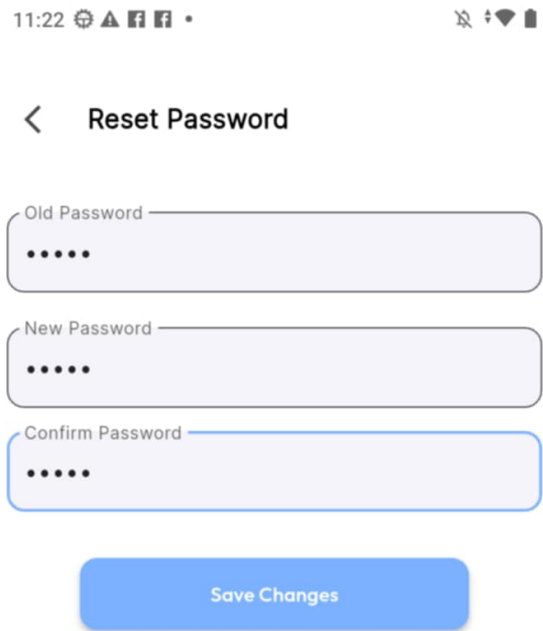 11:22
Reset Password
Old Password
•••••
New Password
•••••
Confirm Password
•••••
Save Changes